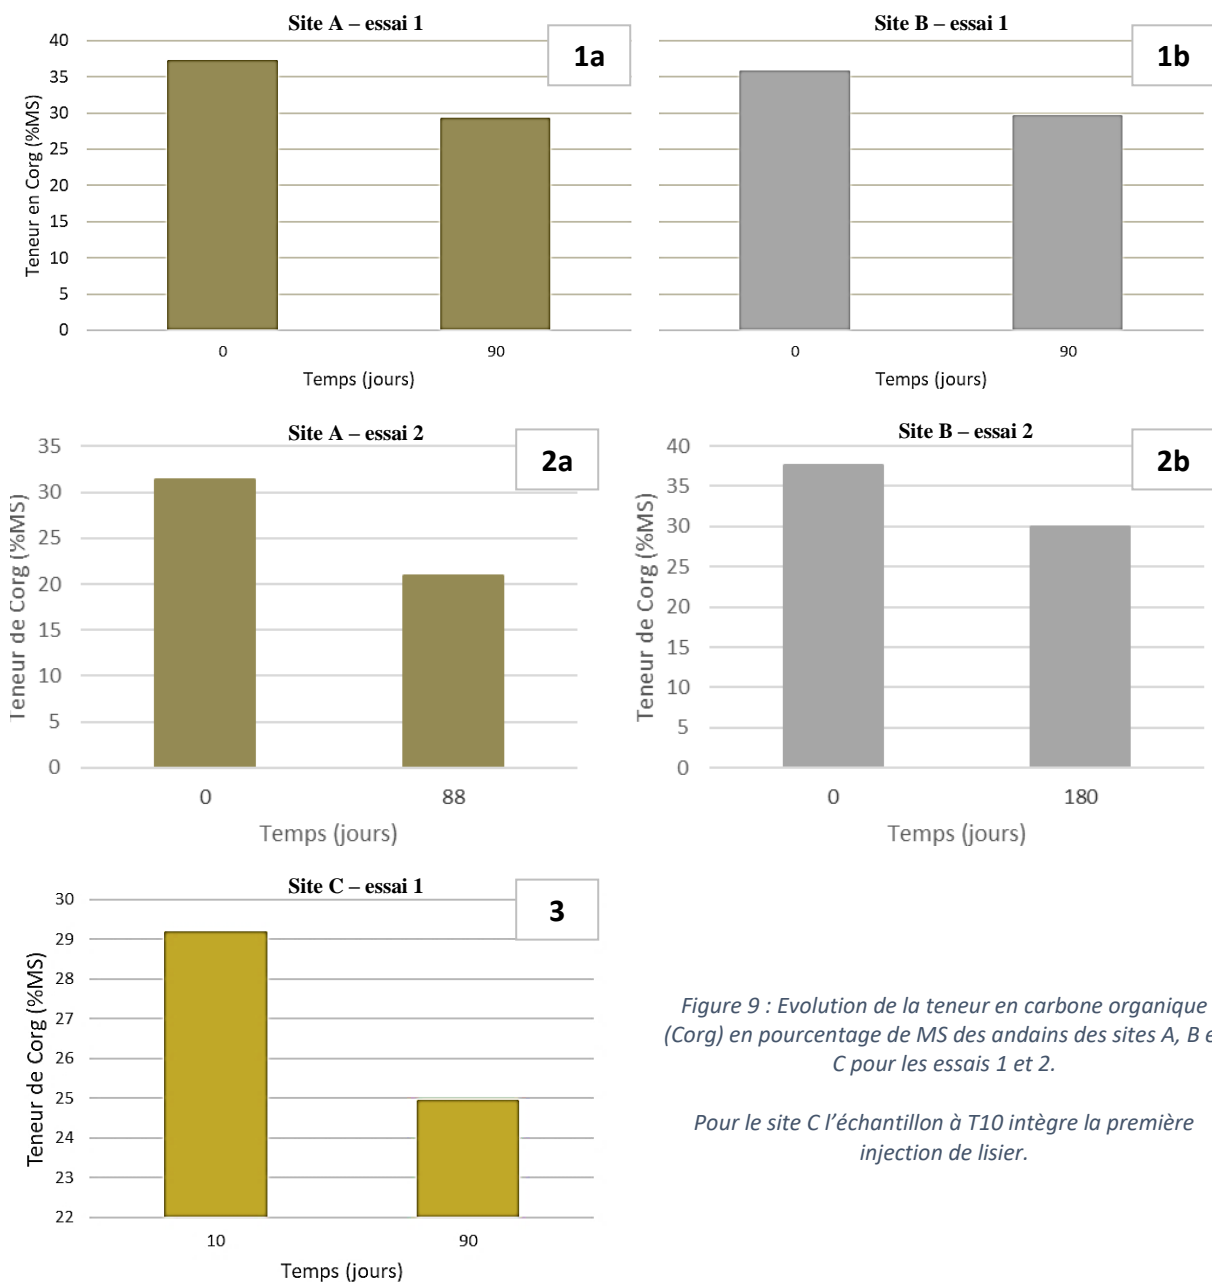 Site A – essai 1
1a
Teneur en Corg (%MS)
40
35
30
25
20
15
10
5
0
0
90
Temps (jours)
Site B – essai 1
1b
0
90
Temps (jours)
Site A – essai 2
2a
Teneur de Corg (%MS)
35
30
25
20
15
10
5
0
0
88
Temps (jours)
Site B – essai 2
2b
Teneur de Corg (%MS)
40
35
30
25
20
15
10
5
0
0
180
Temps (jours)
Site C – essai 1
3
Teneur de Corg (%MS)
30
29
28
27
26
25
24
23
22
10
90
Temps (jours)
Figure 9 : Evolution de la teneur en carbone organique
(Corg) en pourcentage de MS des andains des sites A, B e
C pour les essais 1 et 2.
Pour le site C l’échantillon à T10 intègre la première
injection de lisier.